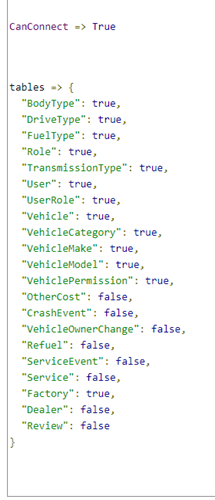 CanConnect => True
tables => {
"BodyType": true,
"DriveType": true,
"FuelType": true,
"Role": true,
"TransmissionType": true,
"User": true,
"UserRole": true,
"Vehicle": true,
"VehicleCategory": true,
"VehicleMake": true,
"VehicleModel": true,
"VehiclePermission": true,
"OtherCost": false,
"CrashEvent": false,
"VehicleOwnerChange": false,
"Refuel": false,
"ServiceEvent": false,
"Service": false,
"Factory": true,
"Dealer": false,
"Review": false
}